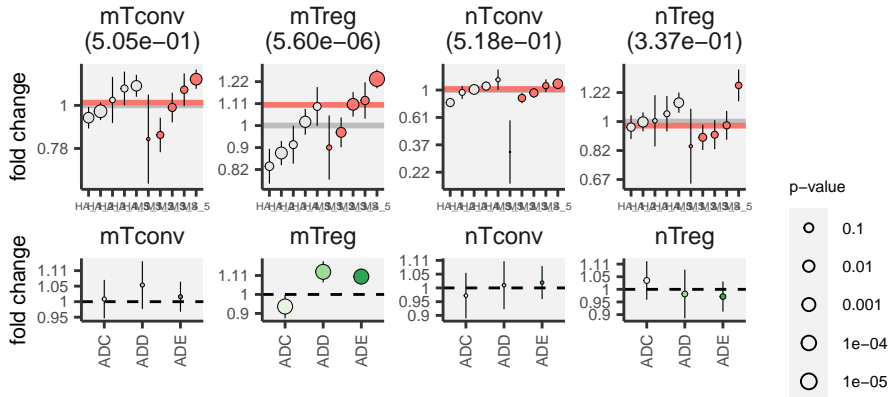 mTconv
(5.05e−01)
mTreg
(5.60e−06)
nTconv
(5.18e−01)
nTreg
(3.37e−01)
fold change
1
0.78
1.22
1.11
1
0.9
0.82
1
0.61
0.37
0.22
1.22
1
0.82
0.67
mTconv
mTreg
nTconv
nTreg
fold change
1.11
1.05
1
0.95
1.11
1
0.9
1.11
1.05
1
0.95
0.9
1.11
1.05
1
0.95
0.9
ADC
ADD
ADE
ADC
ADD
ADE
ADC
ADD
ADE
ADC
ADD
ADE
p−value
0.1
0.01
0.001
1e−04
1e−05